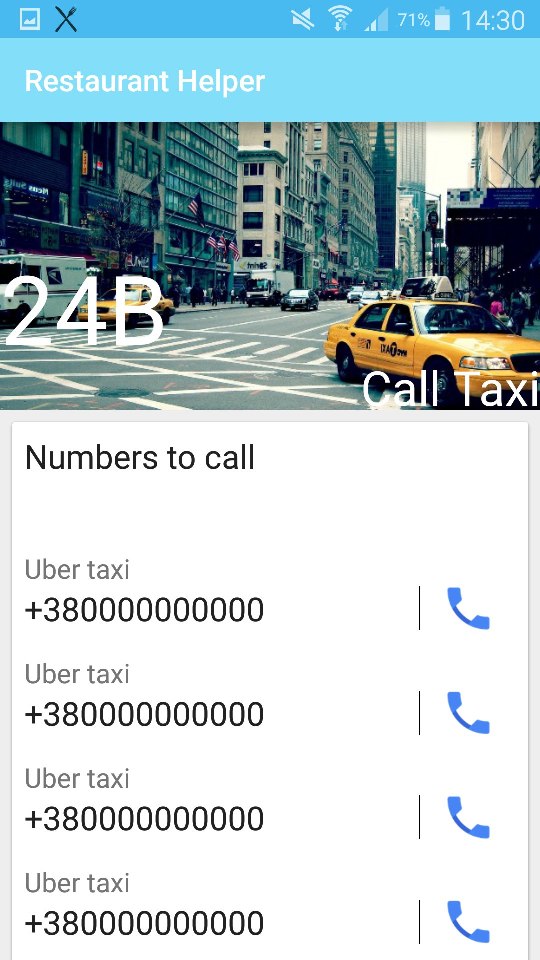 71% 14:30
Restaurant Helper
24B
Call Taxi
Numbers to call
Uber taxi
+380000000000
Uber taxi
+380000000000
Uber taxi
+380000000000
Uber taxi
+380000000000